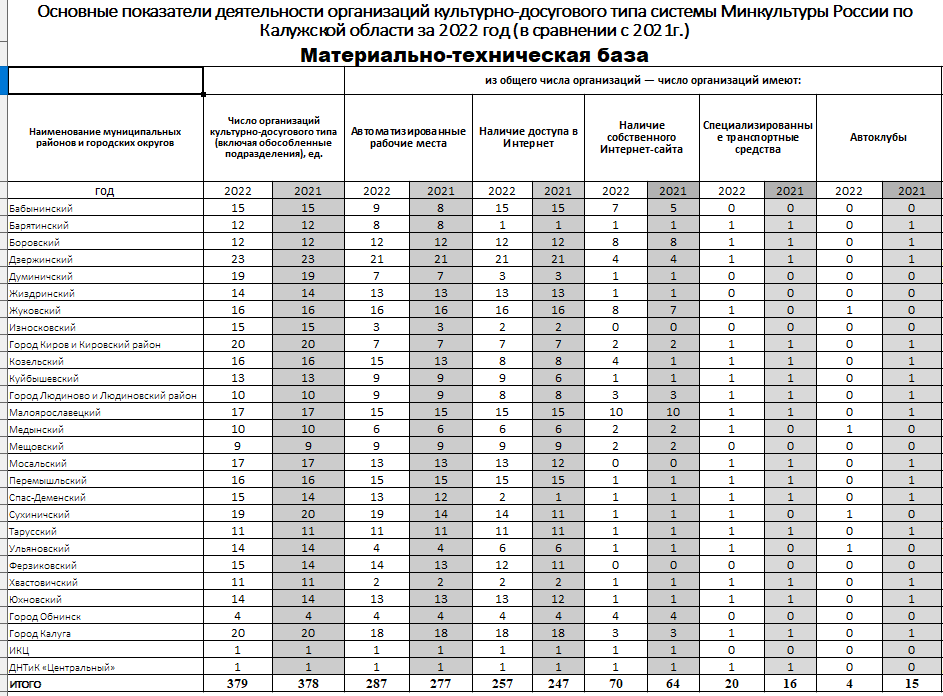 Основные показатели деятельности организаций культурно-досугового типа системы Минкультуры России по
Калужской области за 2022 год (в сравнении с 2021г.)
Материально-техническая база
из общего числа организаций — число организаций имеют:
Наименование муниципальных районов и городских округов	Число организаций культурно-досугового типа (включая обособленные подразделения), ед.	Автоматизированные рабочие места	Наличие доступа в Интернет	Наличие собственного Интернет-сайта	Специализированны е транспортные средства	Автоклубы
год 2022 2021 2022 2021 2022 2021 2022 2021 2022 2021 2022 2021
Бабынинский 15 15 9 8 15 15 7 5 0 0 0 0
Барятинский 12 12 8 8 1 1 1 1 1 1 0 1
Боровский 12 12 12 12 12 12 8 8 1 1 0 1
Дзержинский 23 23 21 21 21 21 4 4 1 1 0 1
Думиничский 19 19 7 7 3 3 1 1 0 0 0 0
Жиздринский 14 14 13 13 13 13 1 1 0 0 0 0
Жуковский 16 16 16 16 16 16 8 7 1 0 1 0
Износковский 15 15 3 3 2 2 0 0 0 0 0 0
Город Киров и Кировский район 20 20 7 7 7 7 2 2 1 1 0 1
Козельский 16 16 15 13 8 8 4 1 1 1 0 1
Куйбышевский 13 13 9 9 9 6 1 1 1 1 0 1
Город Людиново и Людиновский район 10 10 9 9 8 8 3 3 1 1 0 1
Малоярославецкий 17 17 15 15 15 15 10 10 1 1 0 1
Медынский 10 10 6 6 6 6 2 2 1 0 1 0
Мещовский 9 9 9 9 9 9 2 2 0 0 0 0
Мосальский 17 17 13 13 13 12 0 0 1 1 0 1
Перемышльский 16 16 15 15 15 15 1 1 1 1 0 1
Спас-Деменский 15 14 13 12 2 1 1 1 1 1 0 1
Сухиничский 19 20 19 14 14 11 1 1 1 0 1 0
Тарусский 11 11 11 11 11 11 1 1 1 1 0 1
Ульяновский 14 14 4 4 6 6 1 1 1 0 1 0
Ферзиковский 15 14 14 13 12 11 0 0 0 0 0 0
Хвастовичский 11 11 2 2 2 2 1 1 1 1 0 1
Юхновский 14 14 13 13 13 12 1 1 1 1 0 1
Город Обнинск 4 4 4 4 4 4 4 4 0 0 0 0
Город Калуга 20 20 18 18 18 18 3 3 1 1 0 1
ИКЦ 1 1 1 1 1 1 1 1 0 0 0 0
ДНТиК «Центральный» 1 1 1 1 1 1 1 1 1 1 0 0
ИТОГО 379 378 287 277 257 247 70 64 20 16 4 15